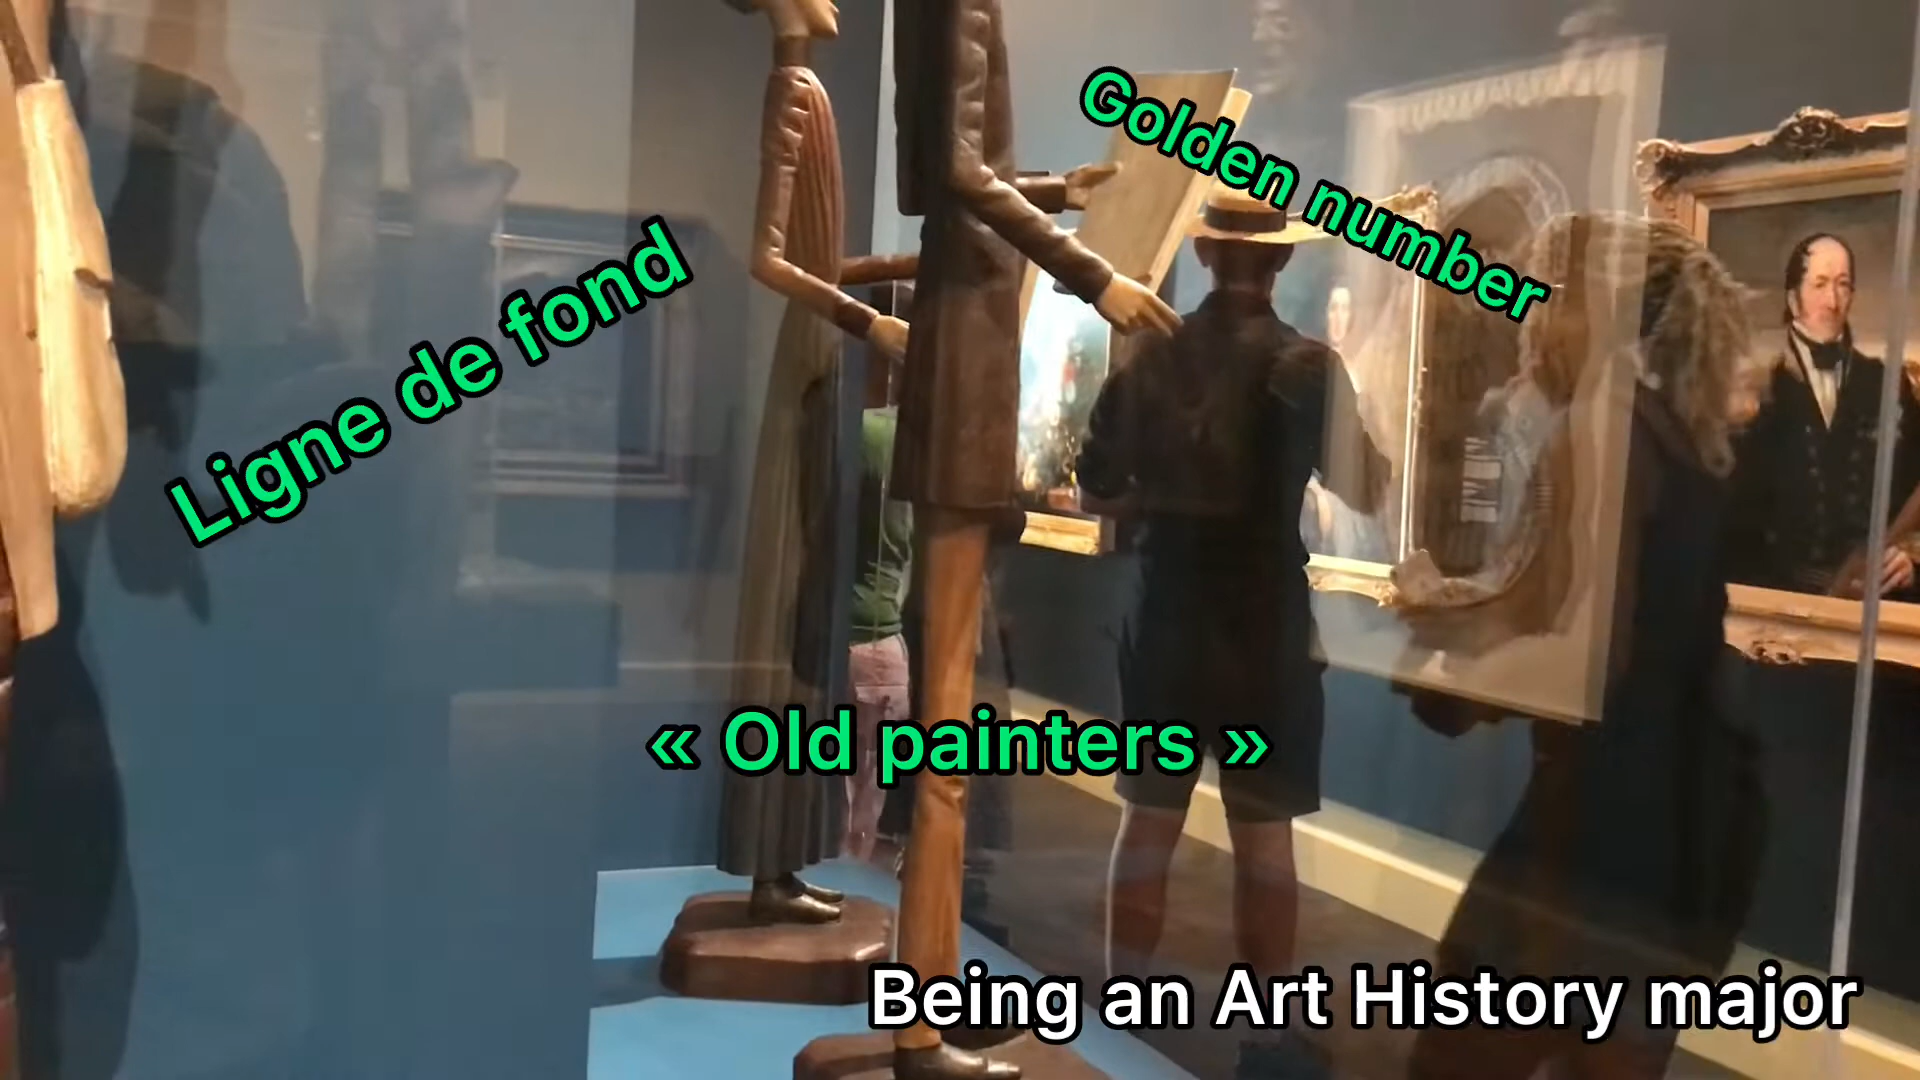 Golden number
Ligne de fond
« Old painters »
Being an Art History major